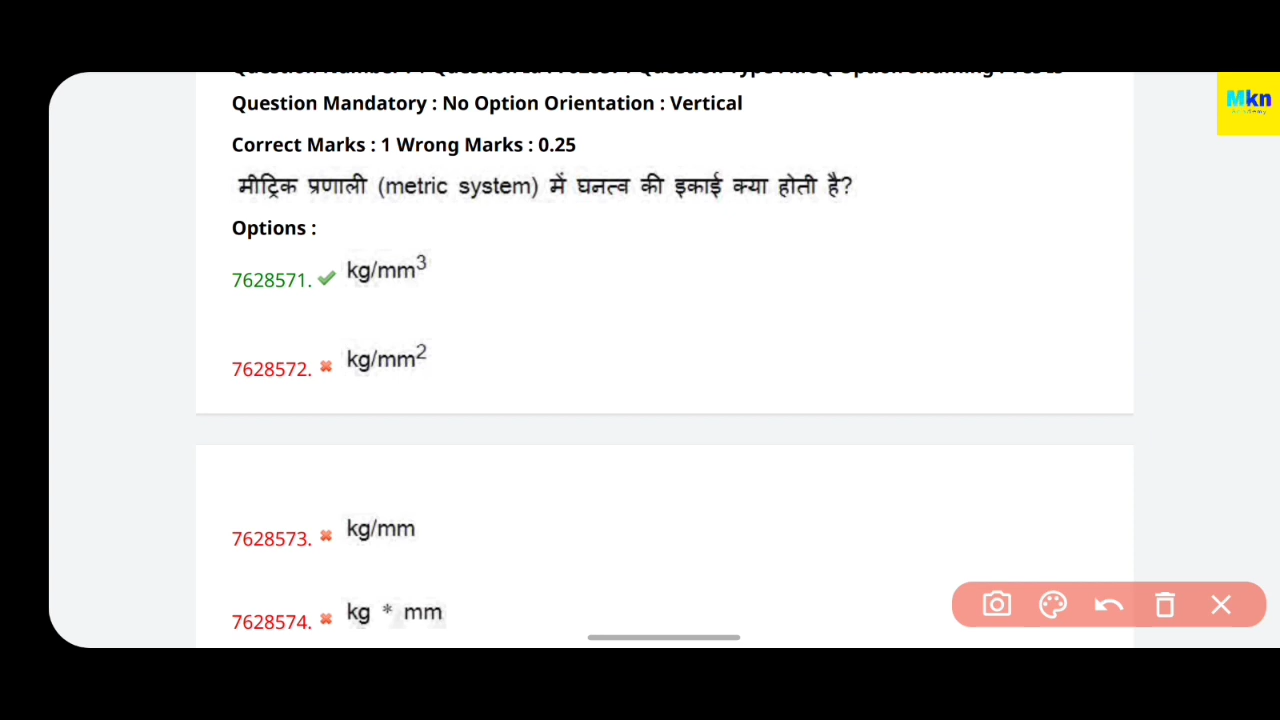 Question Mandatory : No Option Orientation : Vertical
Mkn
Correct Marks : 1 Wrong Marks : 0.25
मीट्रिक प्रणाली (metric system) में घनत्व की इकाई क्या होती है?
Options :
7628571. kg/mm³
7628572. kg/mm²
7628573. kg/mm
7628574. kg * mm